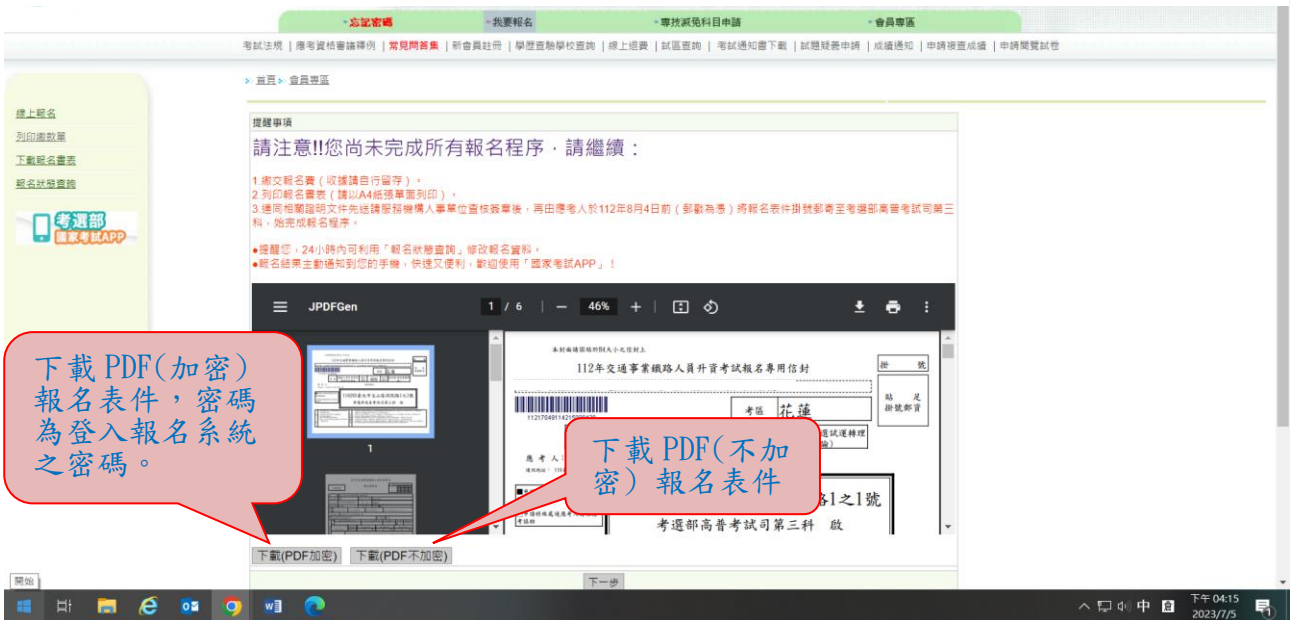 忘記密碼
我要報名
專技減免科目申請
會員專區
考試法規 | 應考資格審議釋例 | 常見問答集 | 新會員註冊 | 學歷查驗學校查詢 | 線上退費 | 試區查詢 | 考試通知書下載 | 試題疑義申請 | 成績通知 | 申請複查成績 | 申請閱覽試卷
首頁 會員專區
線上報名
列印繳款單
下載報名書表
報名狀態查詢
考選部
國家考試APP
提醒事項
請注意!!您尚未完成所有報名程序，請繼續：
1.繳交報名費（收據請自行留存）。
2.列印報名書表（請以A4紙張單面列印）。
3.連同相關證明文件先送請服務機構人事單位查核簽章後，再由應考人於112年8月4日前（郵戳為憑）將報名表件掛號郵寄至考選部高普考試司第三
科，始完成報名程序。
●提醒您，24小時內可利用「報名狀態查詢」修改報名資料。
●報名結果主動通知到您的手機，快速又便利，歡迎使用「國家考試APP」！
JPDFGen
1 / 6 | − 46% +
1
112年交通事業鐵路人員升資考試報名專用信封
掛 號
貼 足
掛號郵資
考區 花蓮
應 考 人：
路1之1號
考選部高普考試司第三科 啟
下載 PDF(加密)
報名表件，密碼
為登入報名系統
之密碼。
下載 PDF(不加
密) 報名表件
下載(PDF加密)
下載(PDF不加密)
下一步
開始
中
下午 04:15
2023/7/5